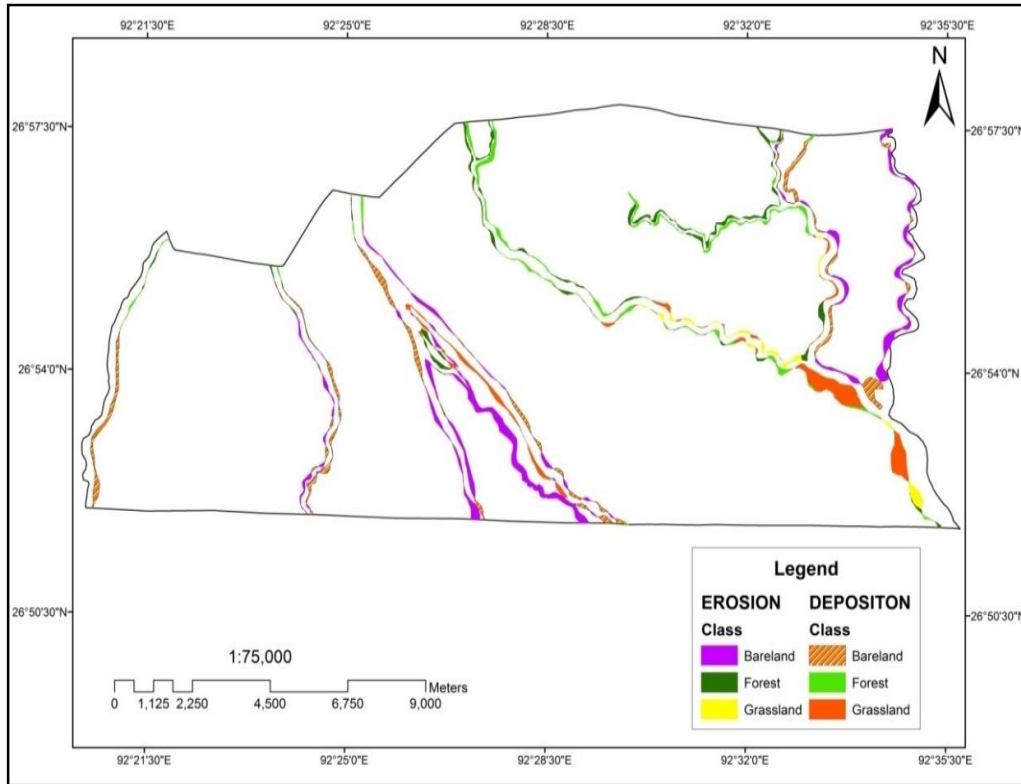 92°21'30"E 92°25'0"E 92°28'30"E 92°32'0"E 92°35'30"E
N
26°57'30"N 26°57'30"N
26°54'0"N 26°54'0"N
26°50'30"N 26°50'30"N
Legend
EROSION DEPOSITON
Class Class
Bareland Bareland
Forest Forest
Grassland Grassland
1:75,000
Meters
0 1,125 2,250 4,500 6,750 9,000
92°21'30"E 92°25'0"E 92°28'30"E 92°32'0"E 92°35'30"E